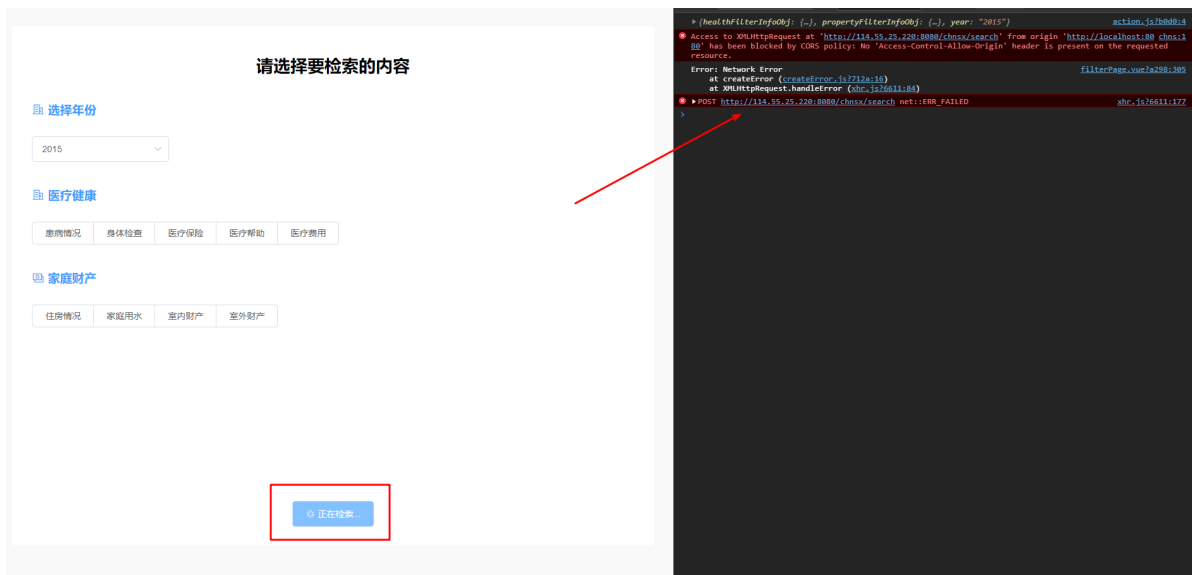 请选择要检索的内容
选择年份
2015
医疗健康
患病情况 身体检查 医疗保险 医疗帮助 医疗费用
家庭财产
住房情况 家庭用水 室内财产 室外财产
正在检索...
▶{healthFilterInfoObj: {…}, propertyFilterInfoObj: {…}, year: "2015"} action.js?b0d0:4
Access to XMLHttpRequest at 'http://114.55.25.220:8080/chnsx/search' from origin 'http://localhost:80 chns:1
80' has been blocked by CORS policy: No 'Access-Control-Allow-Origin' header is present on the requested
resource.
Error: Network Error filterPage.vue?a298:305
at createError (createError.js?712a:16)
at XMLHttpRequest.handleError (xhr.js?6611:84)
▶POST http://114.55.25.220:8080/chnsx/search net::ERR_FAILED xhr.js?6611:177